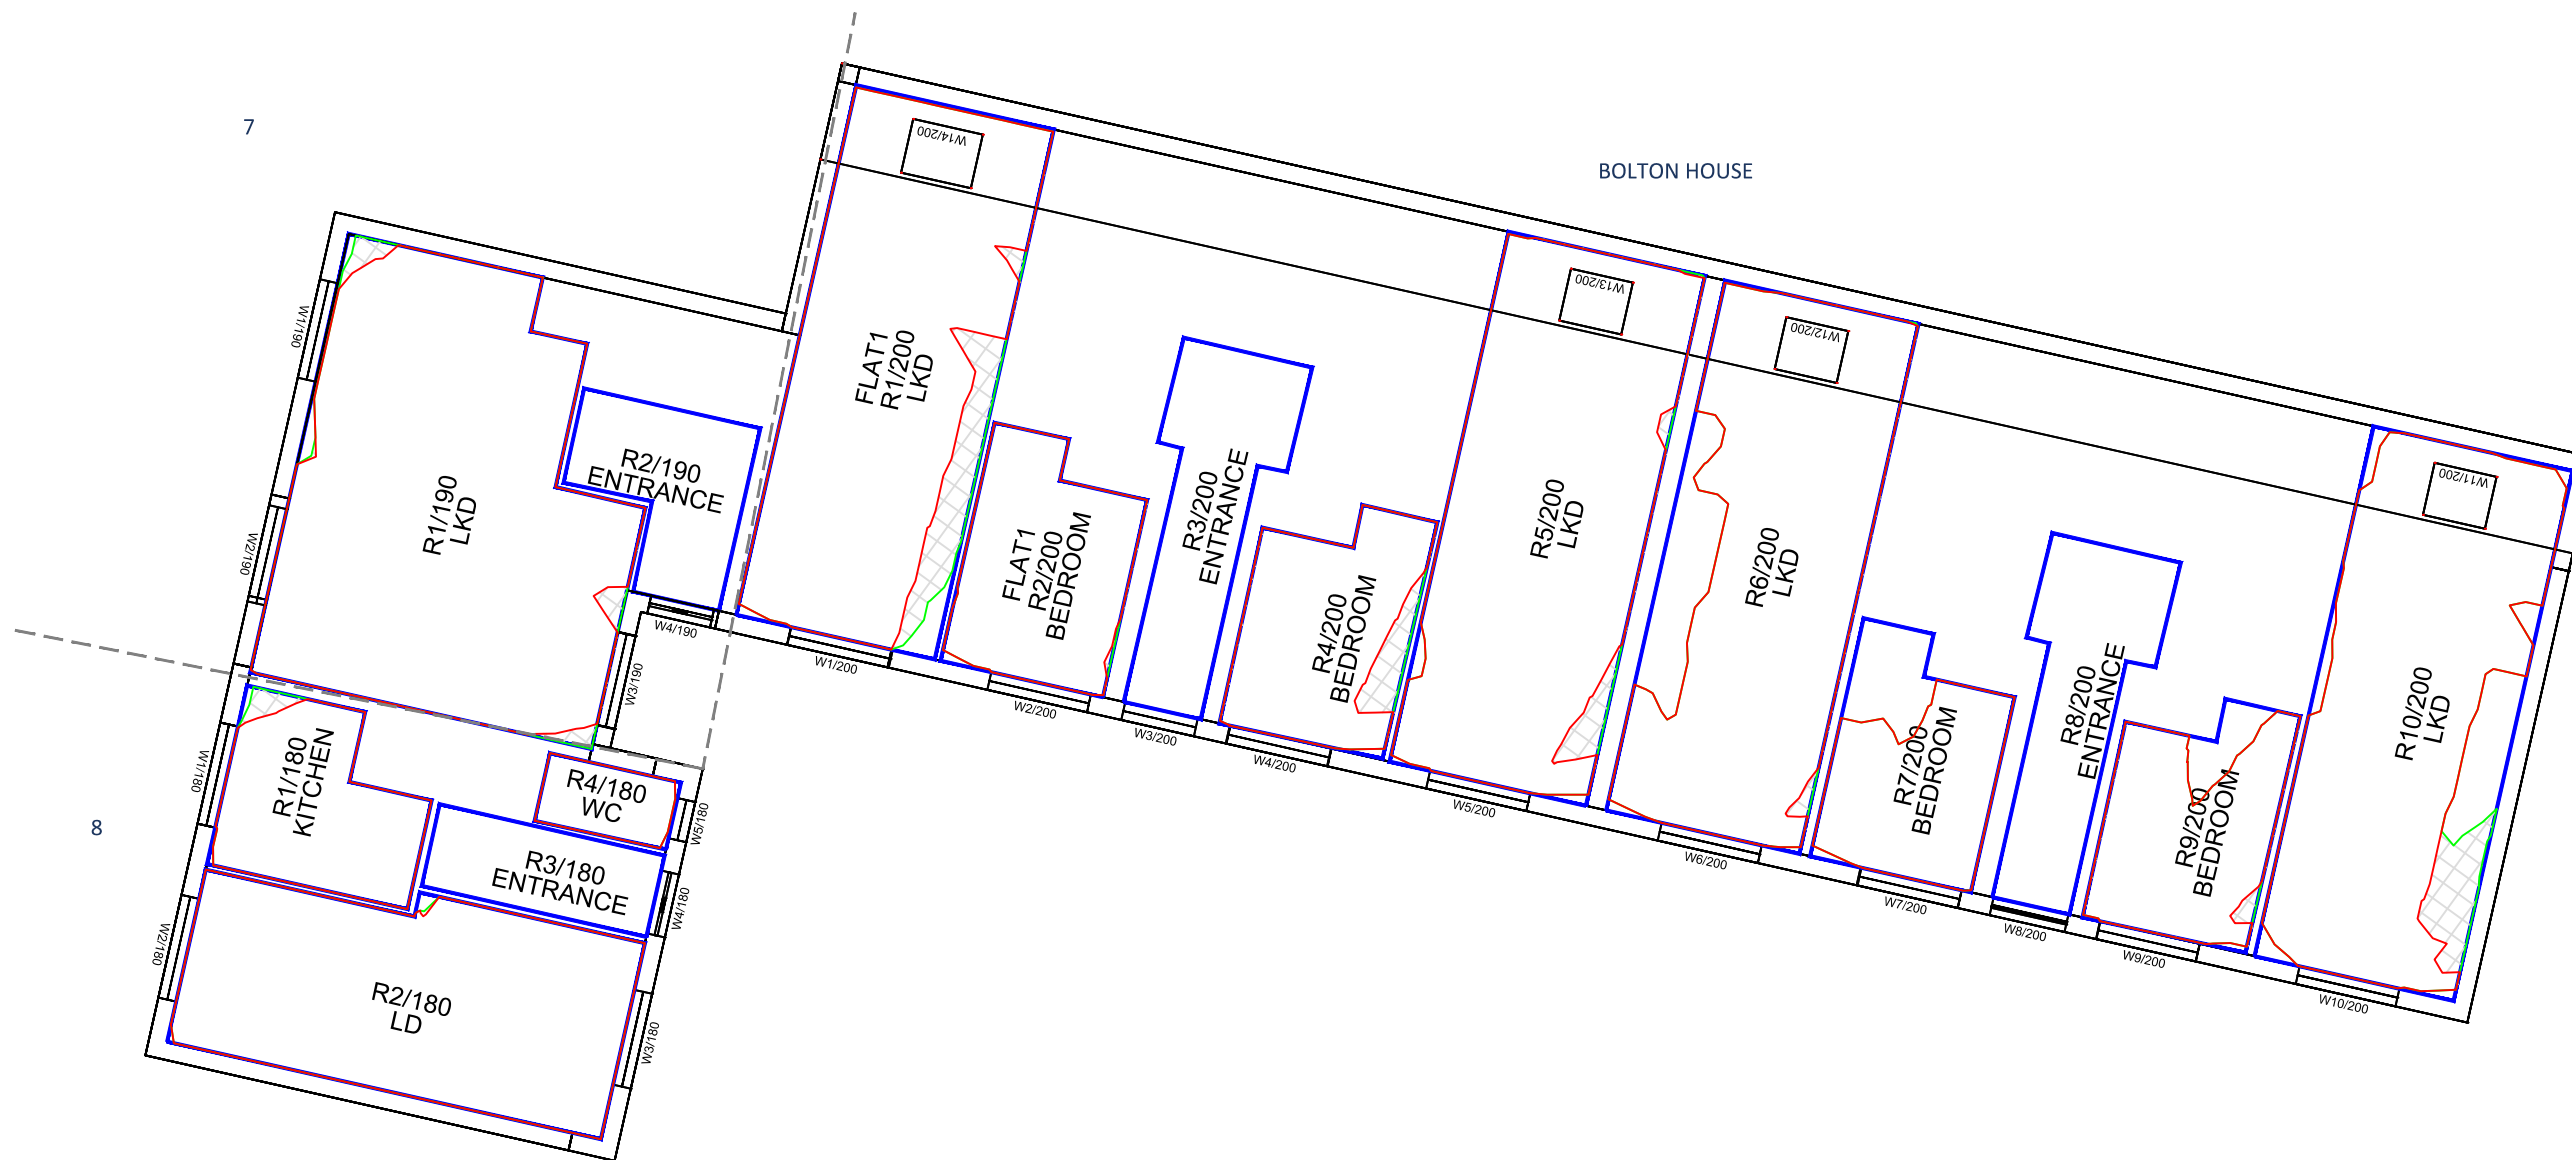 7
BOLTON HOUSE
W14/200
W13/200
W12/200
W11/200
W1/190
W2/190
R1/190
LKD
R2/190
ENTRANCE
W4/190
W3/190
FLAT1
R1/200
LKD
FLAT1
R2/200
BEDROOM
R3/200
ENTRANCE
R4/200
BEDROOM
R5/200
LKD
R6/200
LKD
R7/200
BEDROOM
R8/200
ENTRANCE
R9/200
BEDROOM
R10/200
LKD
W1/200
W2/200
W3/200
W4/200
W5/200
W6/200
W7/200
W8/200
W9/200
W10/200
8
W1/180
R1/180
KITCHEN
R4/180
WC
W5/180
R3/180
ENTRANCE
W4/180
W2/180
R2/180
LD
W3/180